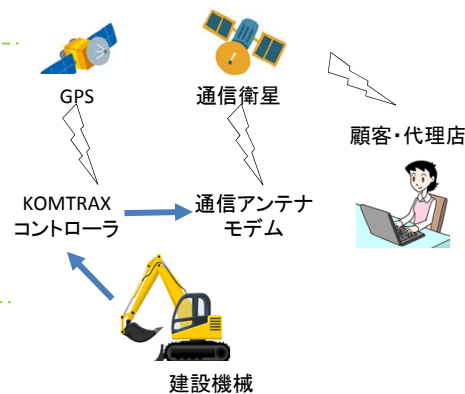 GPS
通信衛星
顧客・代理店
KOMTRAX
コントローラ
通信アンテナ
モデム
建設機械